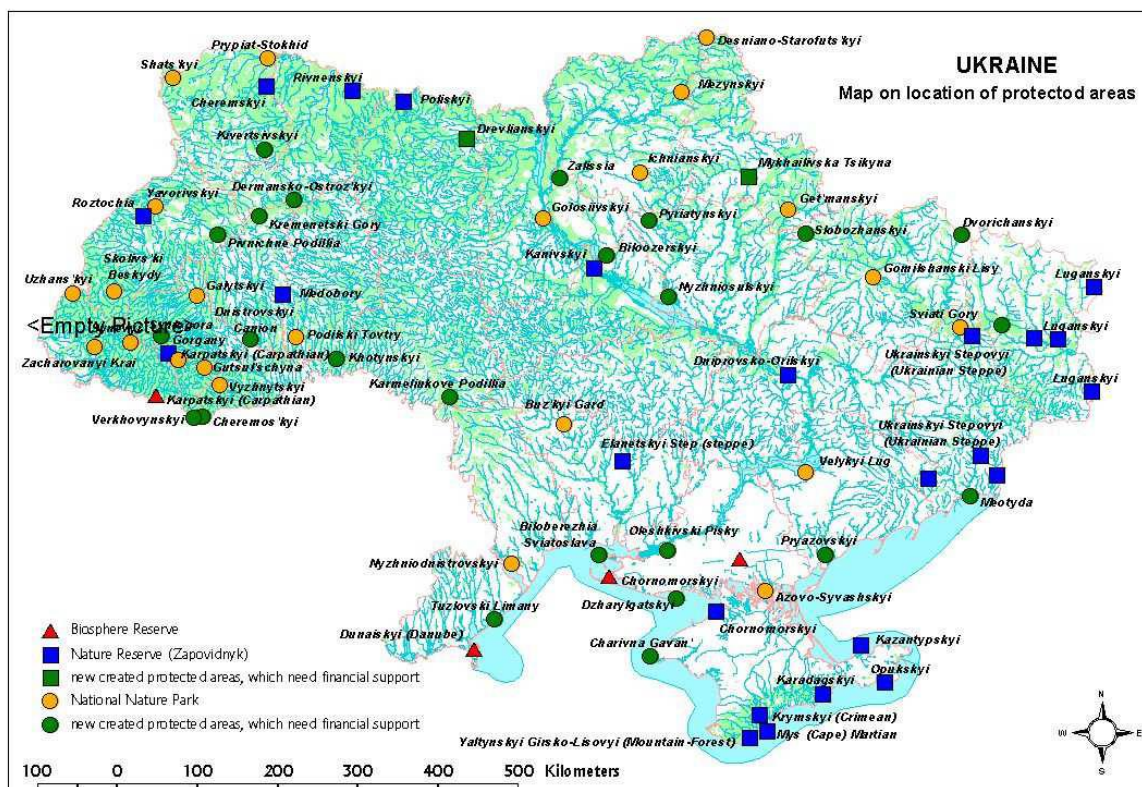 UKRAINE
Map on location of protectod areas
Desniano-Starofuts'kyi
Prypiat-Stokhid
Shats'kyi
Rivnenskyi
Mezynskyi
Cheremskyi
Poliskyi
Kivertsivskyi
Drevlianskyi
Zalissia
Ichnianskyi
Mykhailivska Tsikyna
Dermansko-Ostroz'kyi
Yavorivskyi
Roztochia
Get'manskyi
Kremenetski Gory
Golosiivskyi
Pyriatynskyi
Slobozhanskyi
Dvorichanskyi
Pivnichne Podillia
Kanivskyi
Biloozerskyi
Skolivs'ki
Beskydy
Uzhans'kyi
Galytskyi
Medobory
Gomilshanski Lisy
Luganskyi
Nyzhniosulskyi
Dnistrovskyi
Canion
Sviati Gory
<Empty Picture>
Gorgany
Podilski Tovtry
Luganskyi
Zacharovanyi Krai
Karpatskyi (Carpathian)
Gutsul'schyna
Khotynskyi
Dniprovsko-Orilskyi
Ukrainskyi Stepovyi
(Ukrainian Steppe)
Vyzhnytskyi
Karmelinkove Podillia
Luganskyi
Karpatskyi (Carpathian)
Verkhovynskyi
Cheremos'kyi
Buz'kyi Gard
Ukrainskyi Stepovyi
(Ukrainian Steppe)
Elanetskyi Step (steppe)
Velykyi Lug
Meotyda
Biloberezhia
Sviatoslava
Oleshkivski Pisky
Pryazovskyi
Nyzhniodnistrovskyi
Chornomorskyi
Azovo-Syvashskyi
Dzharylgatskyi
Tuzlovski Limany
Chornomorskyi
Dunaiskyi (Danube)
Charivna Gavan'
Kazantypskyi
Opukskyi
Karadagskyi
Krymskyi (Crimean)
Mys (Cape) Martian
Yaltynskyi Girsko-Lisovyi (Mountain-Forest)
Biosphere Reserve
Nature Reserve (Zapovidnyk)
new created protected areas, which need financial support
National Nature Park
new created protected areas, which need financial support
N
W E
S
100 0 100 200 300 400 500 Kilometers